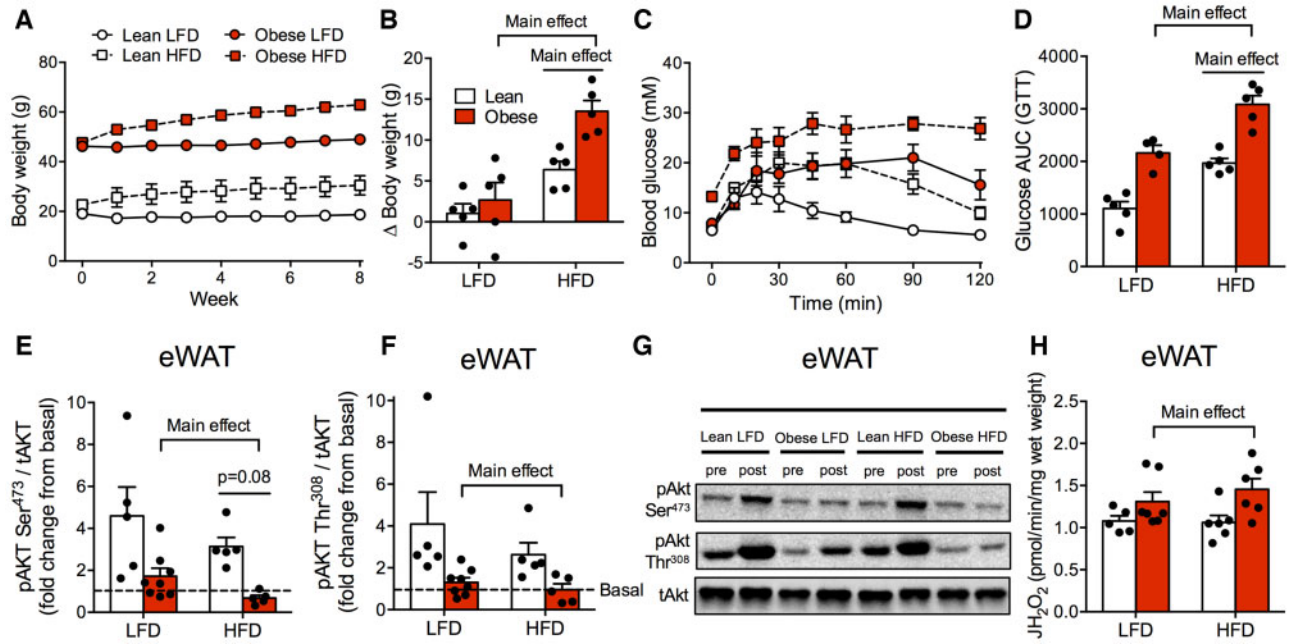 A
Lean LFD
Obese LFD
Lean HFD
Obese HFD
Body weight (g)
80
60
40
20
0
0 2 4 6 8
Week
B
Main effect
Main effect
Lean
Obese
Δ Body weight (g)
20
15
10
5
0
-5
LFD HFD
C
Blood glucose (mM)
40
30
20
10
0
0 30 60 90 120
Time (min)
D
Main effect
Main effect
Glucose AUC (GTT)
4000
3000
2000
1000
0
LFD HFD
E
eWAT
Main effect
p=0.08
pAKT Ser473 / tAKT
(fold change from basal)
10
8
6
4
2
0
LFD HFD
F
eWAT
Main effect
Basal
pAKT Thr308 / tAKT
(fold change from basal)
10
8
6
4
2
0
LFD HFD
G
eWAT
Lean LFD Obese LFD Lean HFD Obese HFD
pre post pre post pre post pre post
pAkt
Ser473
pAkt
Thr308
tAkt
H
eWAT
Main effect
JH2O2 (pmol/min/mg wet weight)
2.5
2.0
1.5
1.0
0.5
0.0
LFD HFD